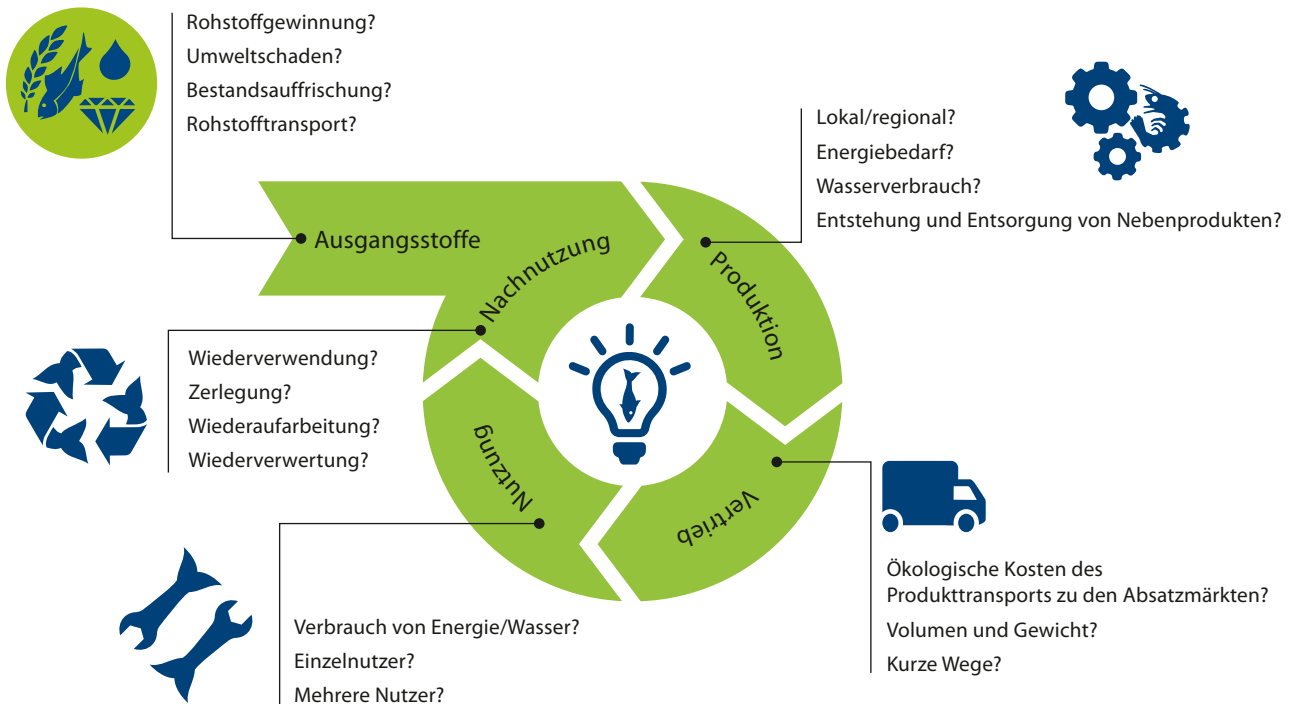 Rohstoffgewinnung?
Umweltschaden?
Bestandsauffrischung?
Rohstofftransport?
Ausgangsstoffe
Lokal/regional?
Energiebedarf?
Wasserverbrauch?
Entstehung und Entsorgung von Nebenprodukten?
Produktion
Ökologische Kosten des
Produkttransports zu den Absatzmärkten?
Volumen und Gewicht?
Kurze Wege?
Vertrieb
Verbrauch von Energie/Wasser?
Einzelnutzer?
Mehrere Nutzer?
Nutzung
Wiederverwendung?
Zerlegung?
Wiederaufarbeitung?
Wiederverwertung?
Nachnutzung